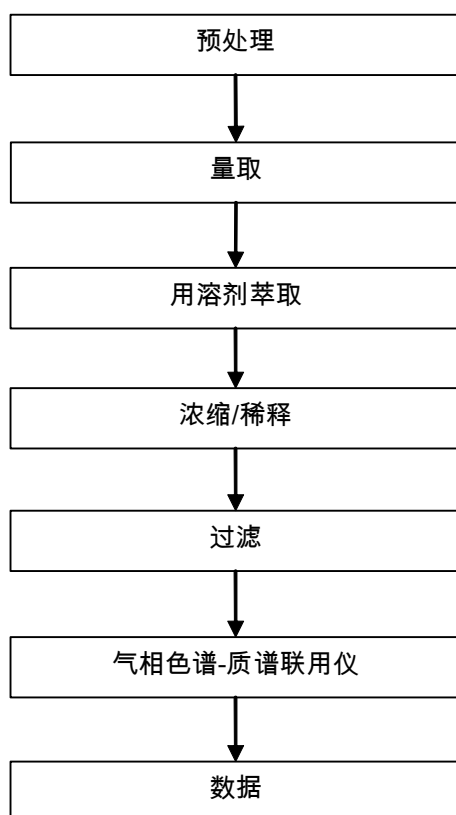 预处理
量取
用溶剂萃取
浓缩/稀释
过滤
气相色谱-质谱联用仪
数据